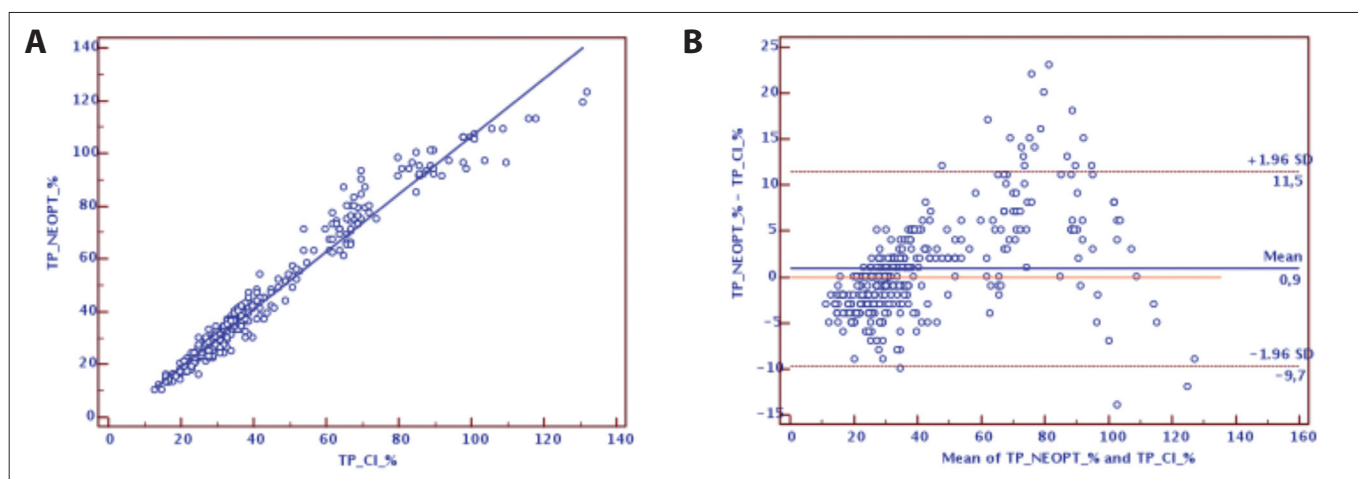 A
TP_NEOPT_%
140
120
100
80
60
40
20
0
0 20 40 60 80 100 120 140
TP_CI_%
B
TP_NEOPT_% - TP_CI_%
25
20
15
10
5
0
-5
-10
-15
+1.96 SD
11,5
Mean
0,9
-1.96 SD
-9,7
0 20 40 60 80 100 120 140 160
Mean of TP_NEOPT_% and TP_CI_%